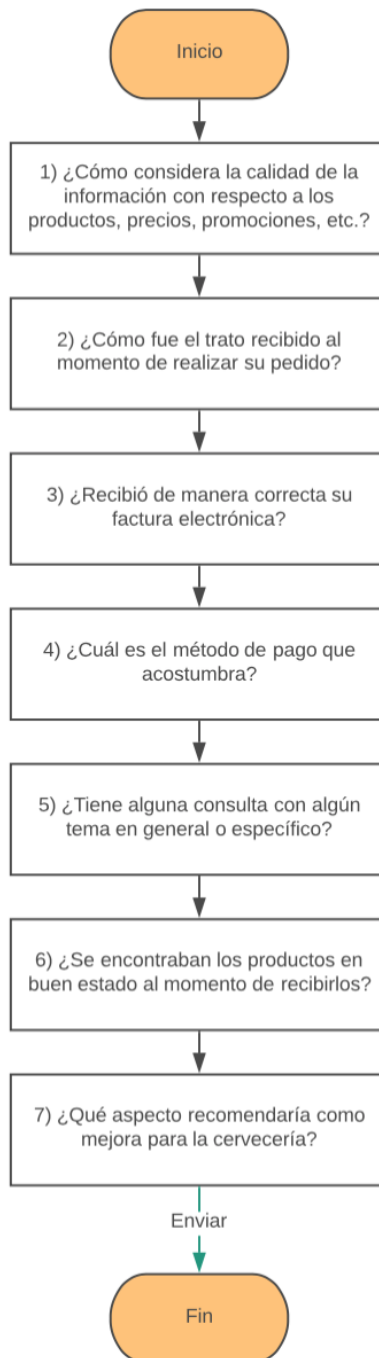 Inicio
1) ¿Cómo considera la calidad de la
información con respecto a los
productos, precios, promociones, etc.?
2) ¿Cómo fue el trato recibido al
momento de realizar su pedido?
3) ¿Recibió de manera correcta su
factura electrónica?
4) ¿Cuál es el método de pago que
acostumbra?
5) ¿Tiene alguna consulta con algún
tema en general o específico?
6) ¿Se encontraban los productos en
buen estado al momento de recibirlos?
7) ¿Qué aspecto recomendaría como
mejora para la cervecería?
Enviar
Fin